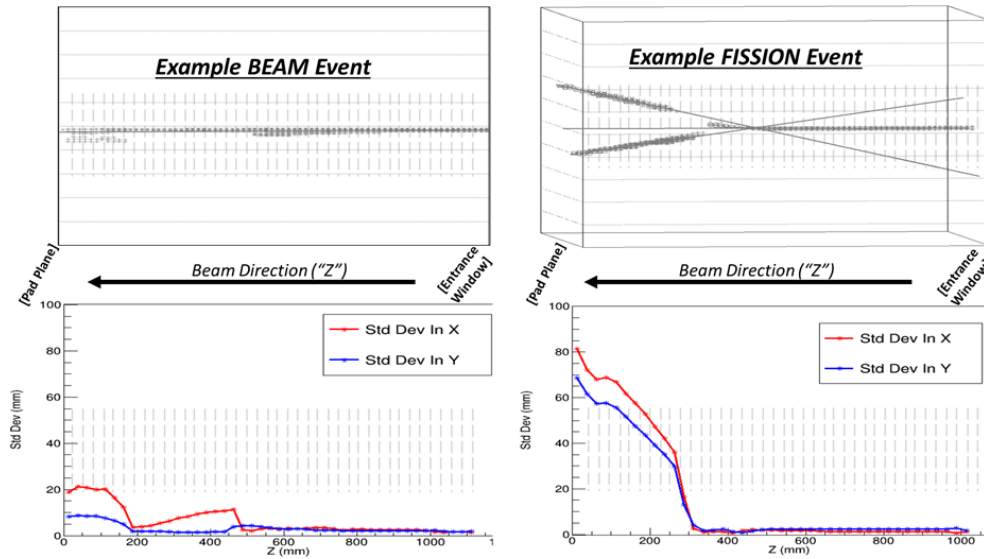 Example BEAM Event
Example FISSION Event
[Pad Plane]
Beam Direction (“Z”)
[Entrance
Window]
[Pad Plane]
Beam Direction (“Z”)
[Entrance
Window]
Std Dev (mm)
100
80
60
40
20
0
Std Dev In X
Std Dev In Y
0
200
400
600
800
1000
1
Z (mm)
Std Dev (mm)
100
80
60
40
20
0
Std Dev In X
Std Dev In Y
0
200
400
600
800
1000
Z (mm)